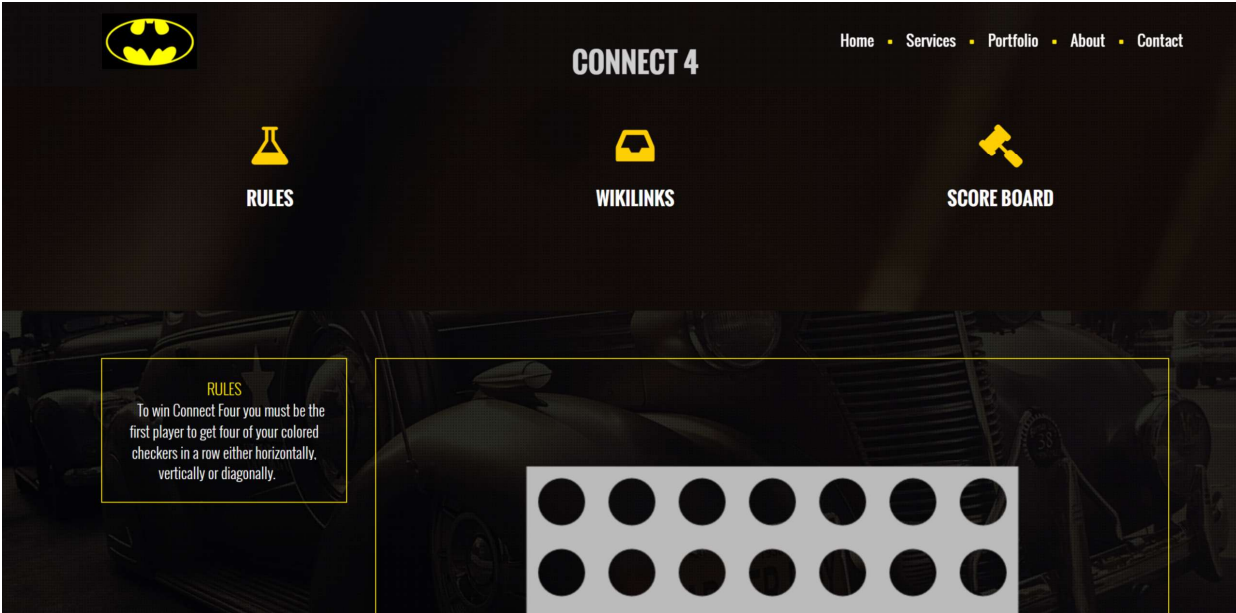 Home Services Portfolio About Contact
CONNECT 4
RULES
WIKILINKS
SCORE BOARD
RULES
To win Connect Four you must be the
first player to get four of your colored
checkers in a row either horizontally,
vertically or diagonally.
38